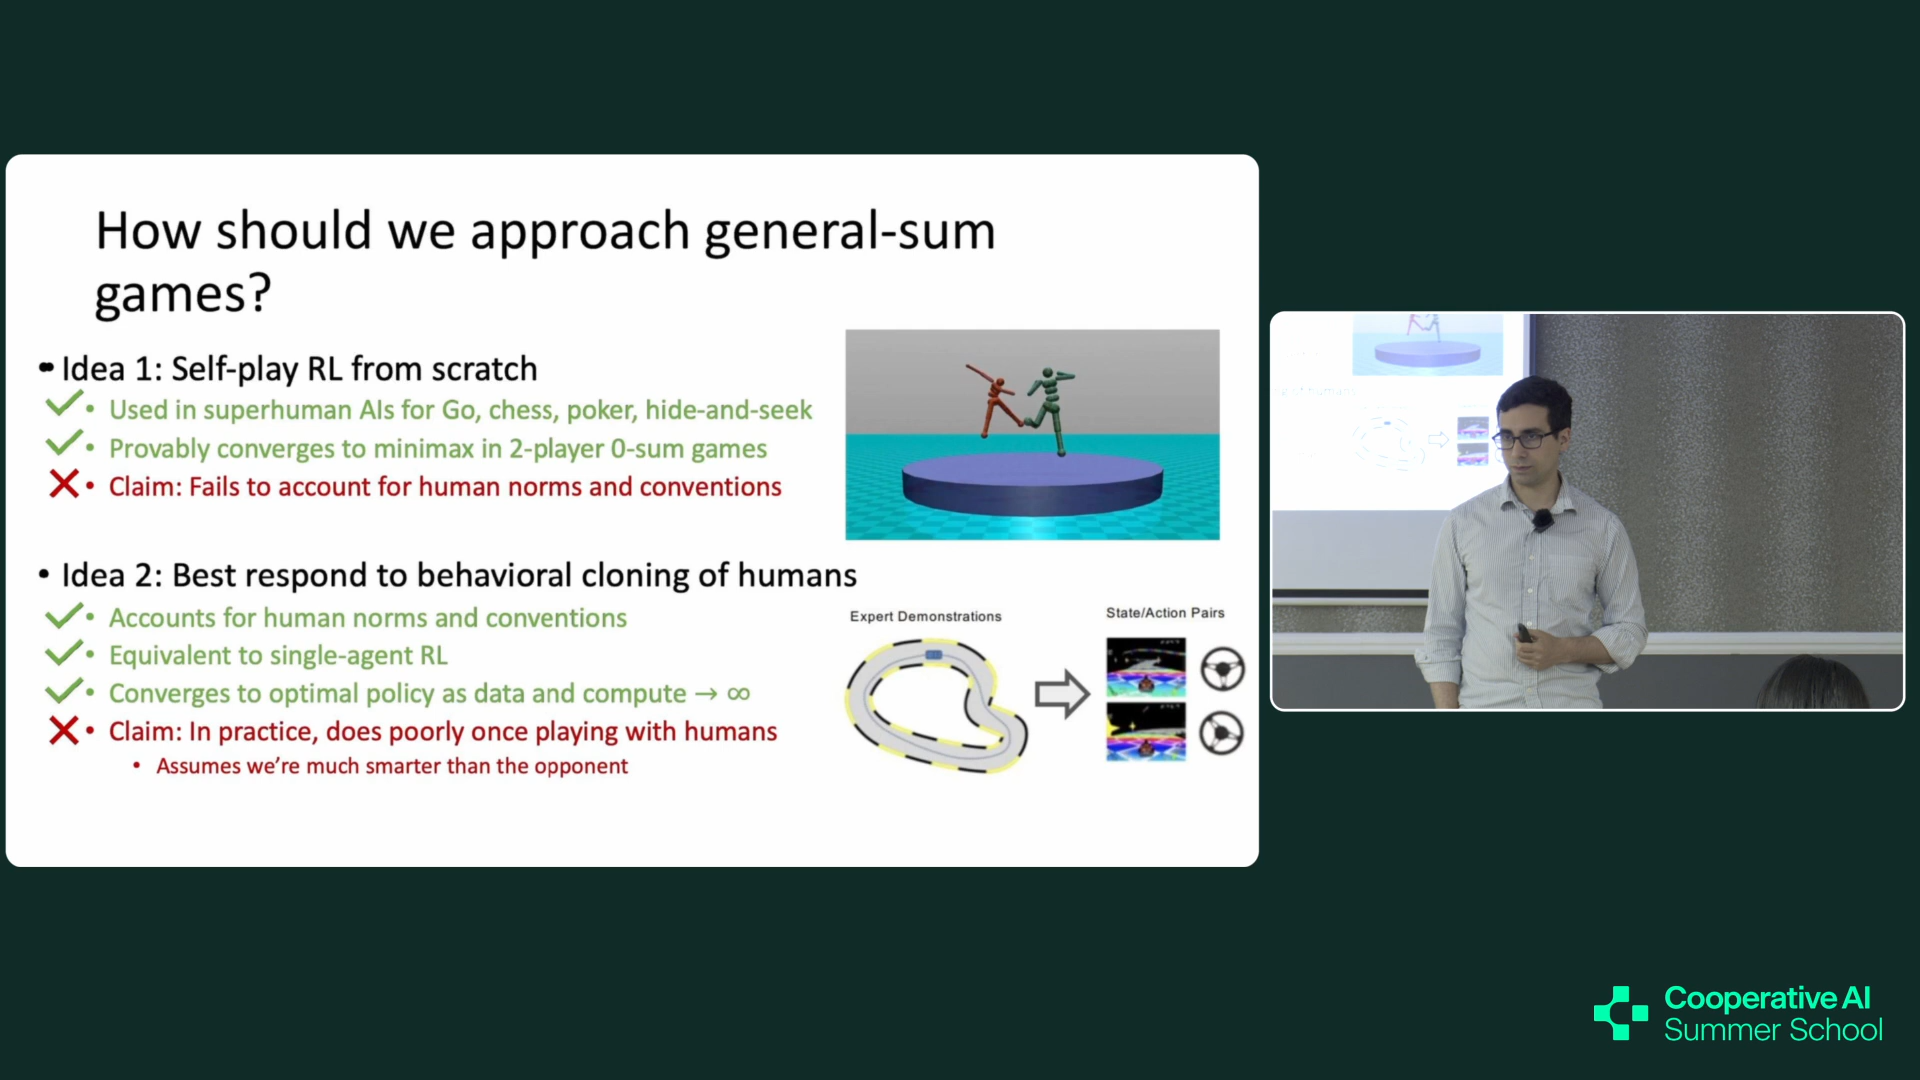 How should we approach general-sum
games?
• Idea 1: Self-play RL from scratch
• Used in superhuman AIs for Go, chess, poker, hide-and-seek
• Provably converges to minimax in 2-player 0-sum games
• Claim: Fails to account for human norms and conventions
• Idea 2: Best respond to behavioral cloning of humans
• Accounts for human norms and conventions
• Equivalent to single-agent RL
• Converges to optimal policy as data and compute → ∞
• Claim: In practice, does poorly once playing with humans
• Assumes we're much smarter than the opponent
Expert Demonstrations
State/Action Pairs
Cooperative AI
Summer School